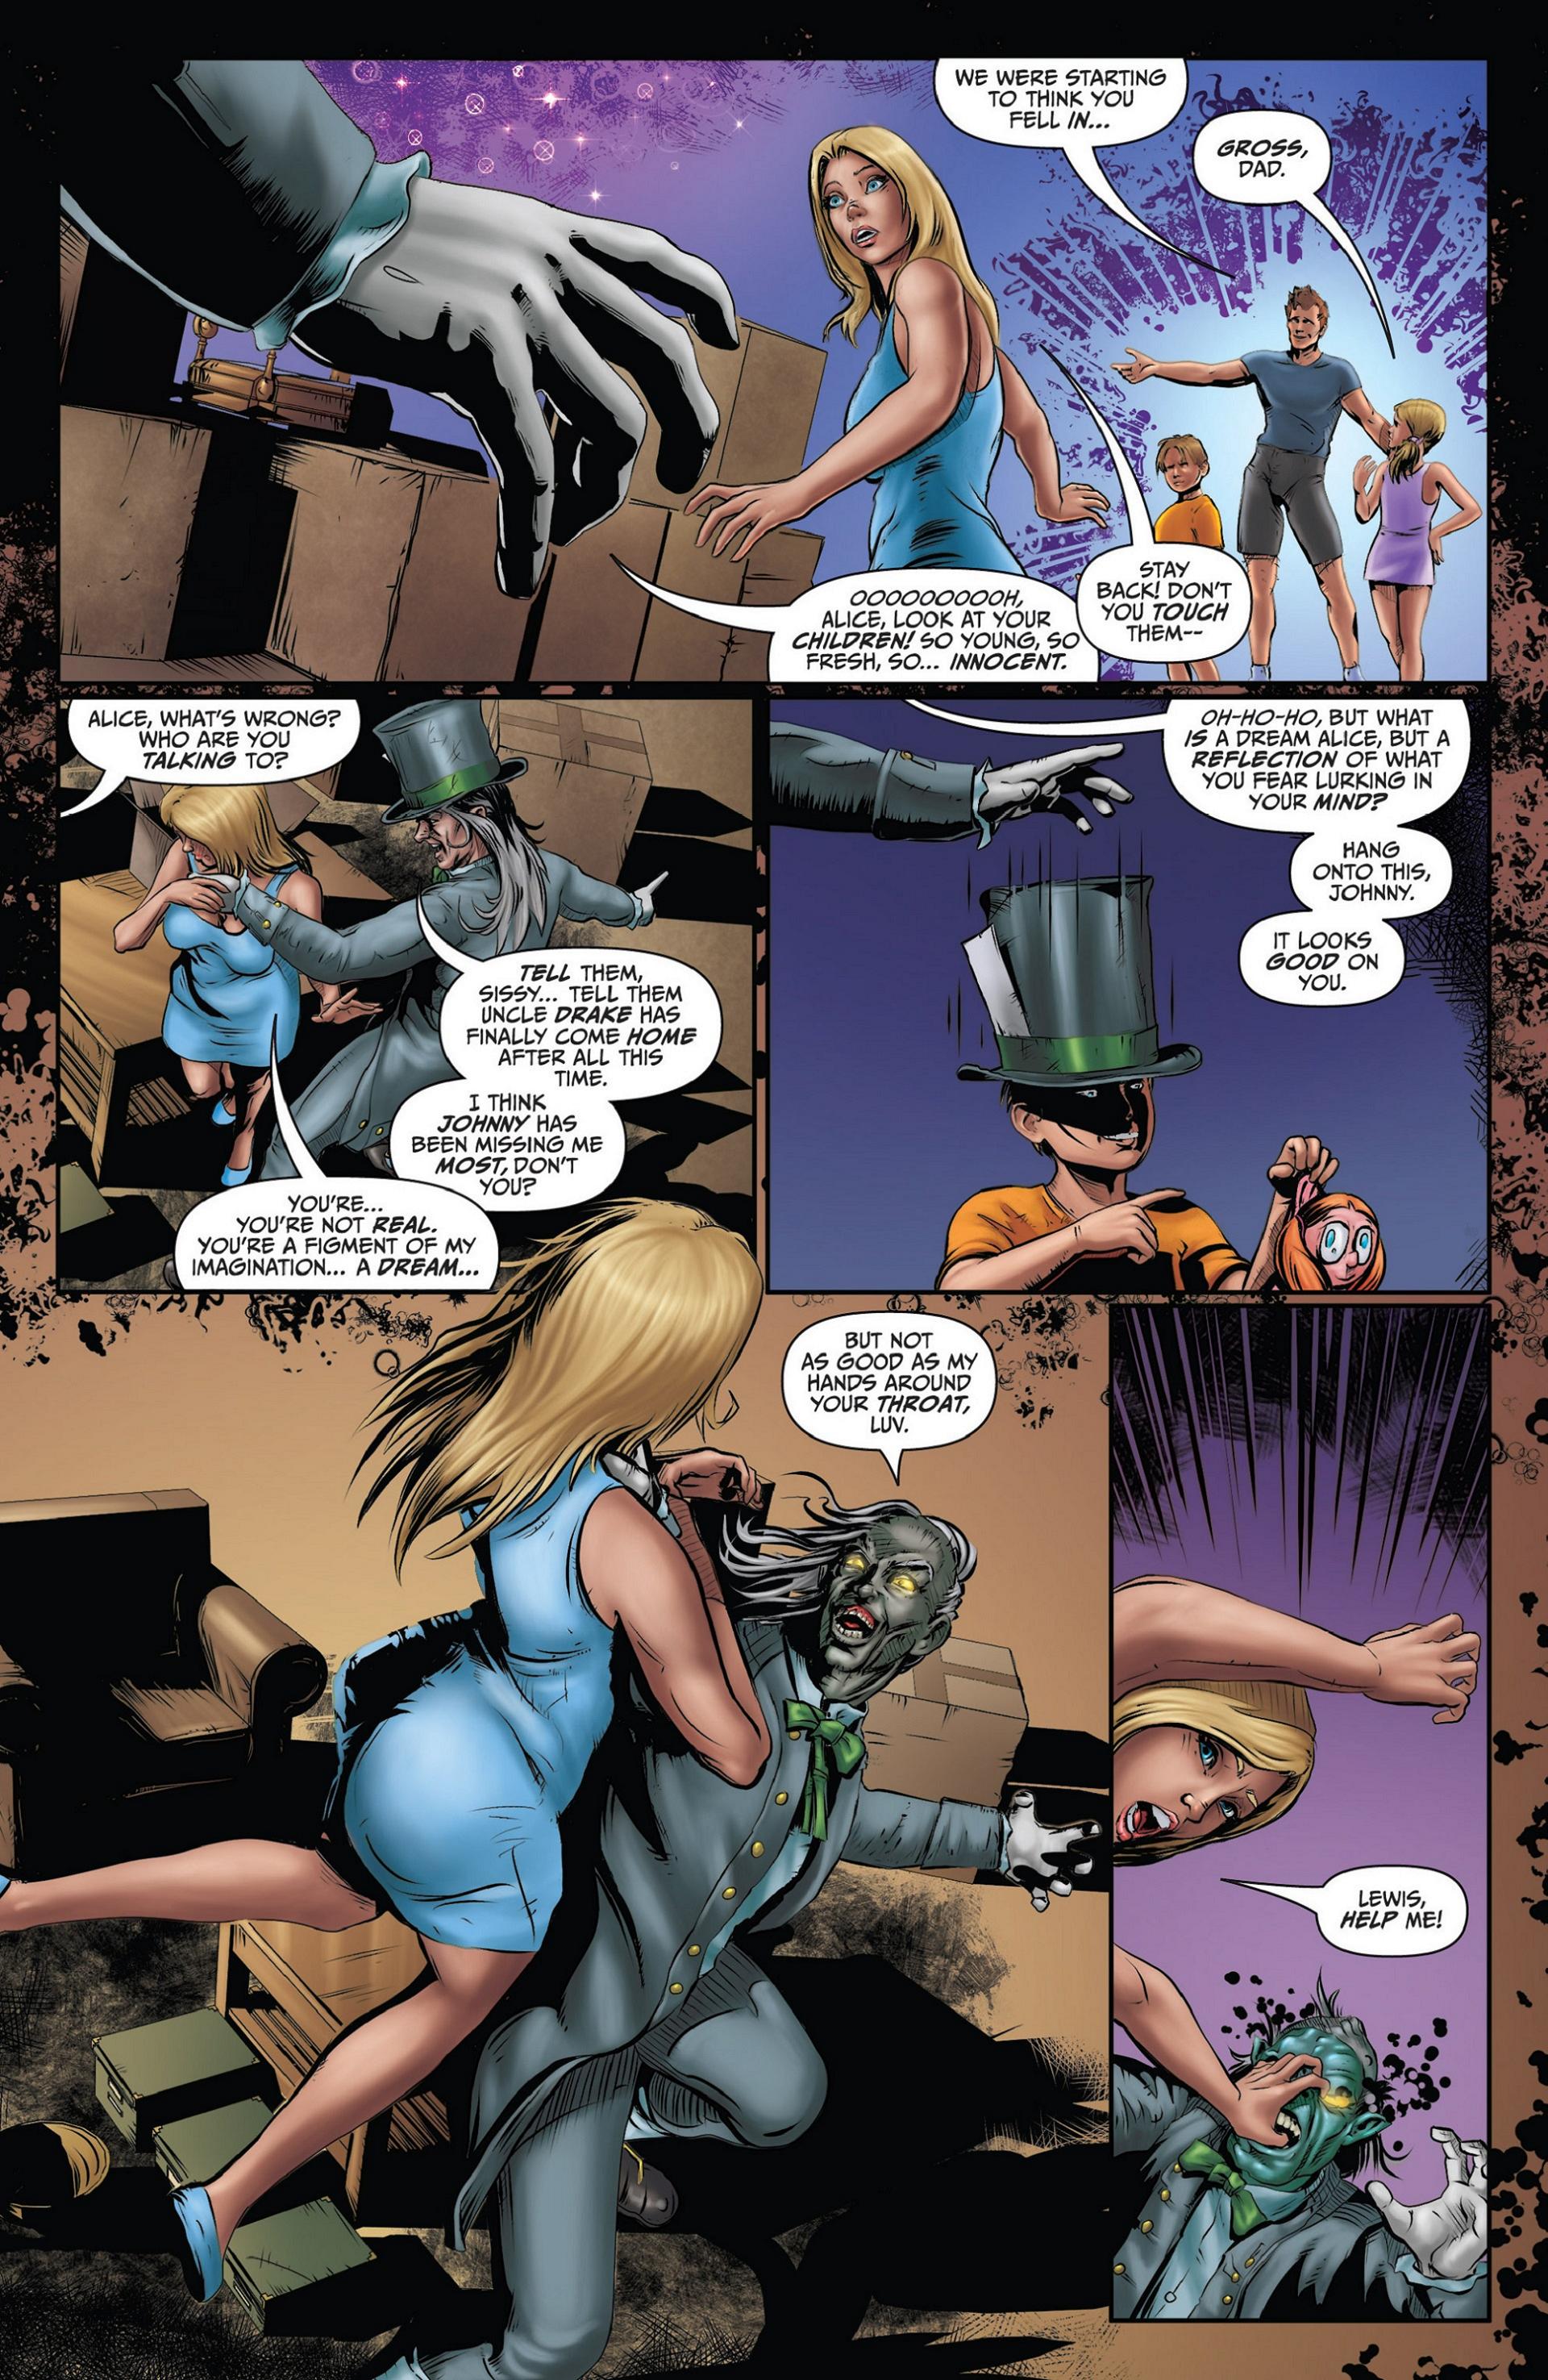 WE WERE STARTING
TO THINK YOU
FELL IN...
GROSS,
DAD.
OOOOOOOOOH,
ALICE, LOOK AT YOUR
CHILDREN! SO YOUNG, SO
FRESH, SO... INNOCENT.
STAY
BACK! DON'T
YOU TOUCH
THEM--
ALICE, WHAT'S WRONG?
WHO ARE YOU
TALKING TO?
TELL THEM,
SISSY... TELL THEM
UNCLE DRAKE HAS
FINALLY COME HOME
AFTER ALL THIS
TIME.
I THINK
JOHNNY HAS
BEEN MISSING ME
MOST, DON'T
YOU?
YOU'RE...
YOU'RE NOT REAL.
YOU'RE A FIGMENT OF MY
IMAGINATION... A DREAM...
OH-HO-HO, BUT WHAT
IS A DREAM ALICE, BUT A
REFLECTION OF WHAT
YOU FEAR LURKING IN
YOUR MIND?
HANG
ONTO THIS,
JOHNNY.
IT LOOKS
GOOD ON
YOU.
BUT NOT
AS GOOD AS MY
HANDS AROUND
YOUR THROAT,
LUV.
LEWIS,
HELP ME!